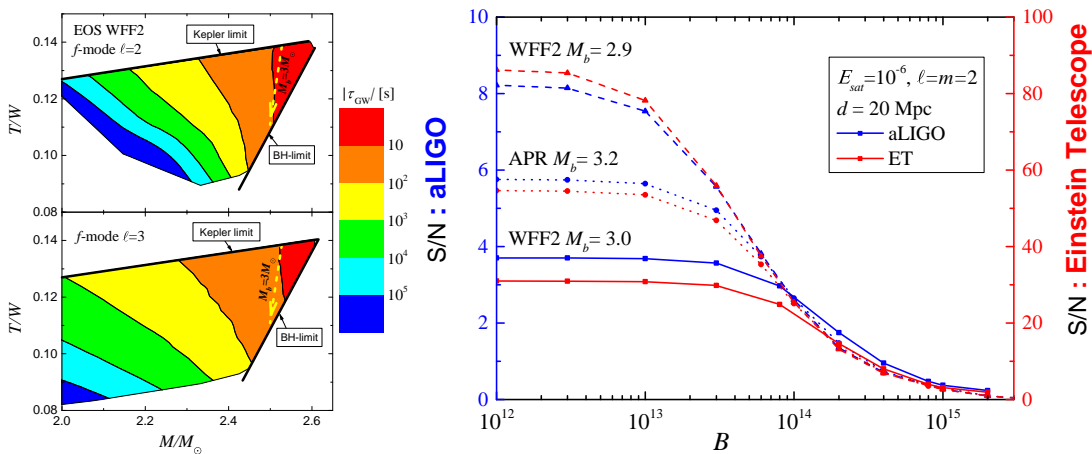 EOS WFF2
f-mode ℓ=2
Kepler limit
M_b=3M_⊙
BH-limit
0.14
0.12
0.10
0.08
T/W
f-mode ℓ=3
Kepler limit
M_b=3M_⊙
BH-limit
0.14
0.12
0.10
0.08
T/W
2.0 2.2 2.4 2.6
M/M_⊙
|τ_GW/ [s]
10
10^2
10^3
10^4
10^5
S/N : aLIGO
10
8
6
4
2
0
WFF2 M_b= 2.9
APR M_b= 3.2
WFF2 M_b= 3.0
E_sat=10^-6, ℓ=m=2
d = 20 Mpc
aLIGO
ET
10^12 10^13 10^14 10^15
B
100
80
60
40
20
0
S/N : Einstein Telescope